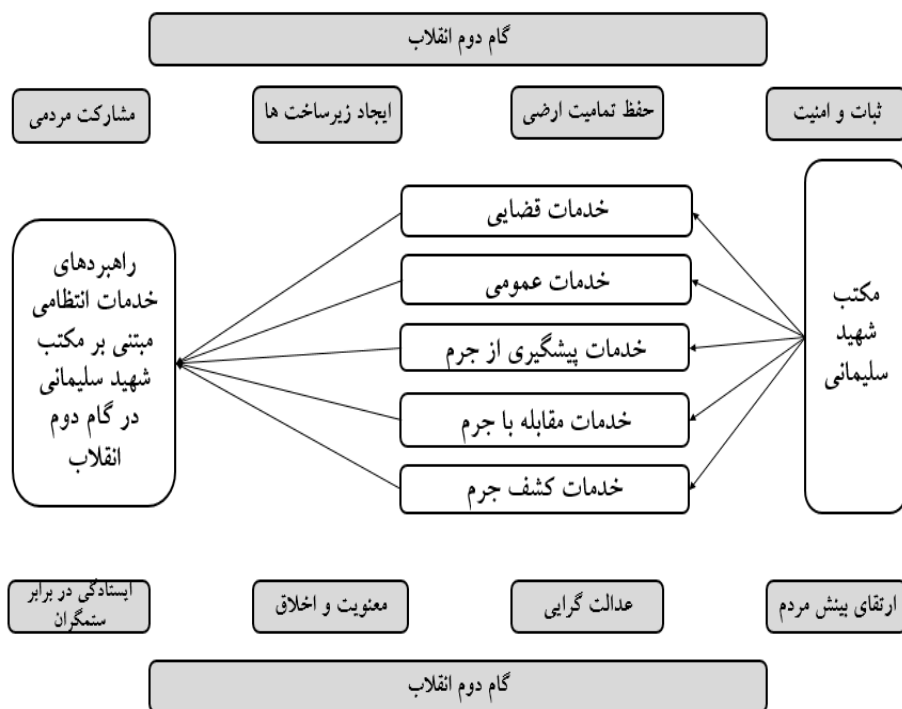 گام دوم انقلاب
ثبات و امنیت
حفظ تمامیت ارضی
ایجاد زیرساخت ها
مشارکت مردمی
مکتب
شهید
سلیمانی
خدمات قضایی
خدمات عمومی
خدمات پیشگیری از جرم
خدمات مقابله با جرم
خدمات کشف جرم
راهبردهای
خدمات انتظامی
مبتنی بر مکتب
شهید سلیمانی
در گام دوم
انقلاب
ارتقای بینش مردم
عدالت گرایی
معنویت و اخلاق
ایستادگی در برابر
ستمگران
گام دوم انقلاب